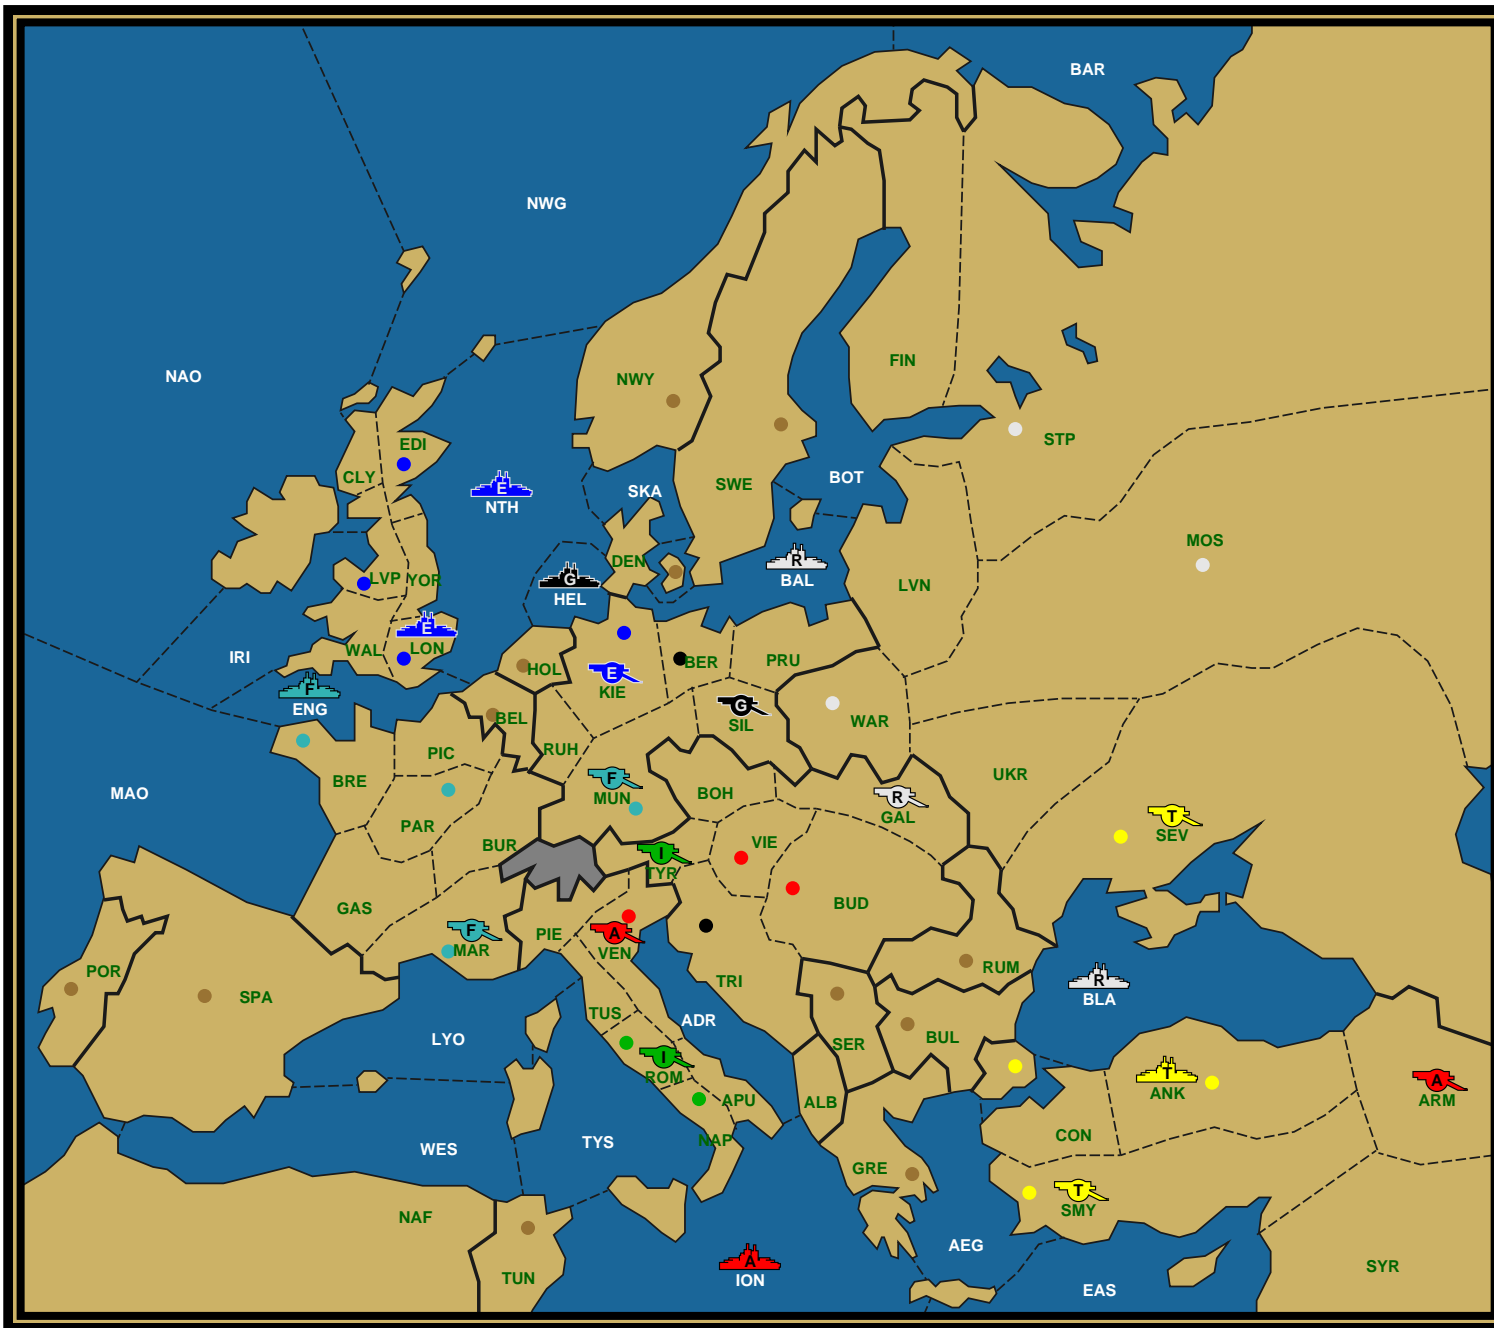 BAR
NWG
NAO
FIN
NWY
STP
EDI
CLY
SKA
BOT
SWE
E
NTH
MOS
R
BAL
DEN
G
HEL
LVP
YOR
LVN
E
LON
WAL
IRI
HOL
E
KIE
BER
PRU
F
ENG
BEL
G
SIL
WAR
PIC
RUH
BRE
MAO
F
MUN
BOH
R
GAL
UKR
PAR
BUR
VIE
T
SEV
I
TYR
GAS
BUD
F
MAR
PIE
A
VEN
POR
SPA
TRI
RUM
R
BLA
TUS
ADR
LYO
SER
BUL
I
ROM
T
ANK
A
ARM
APU
ALB
NAP
CON
TYS
WES
GRE
T
SMY
NAF
AEG
TUN
A
ION
SYR
EAS